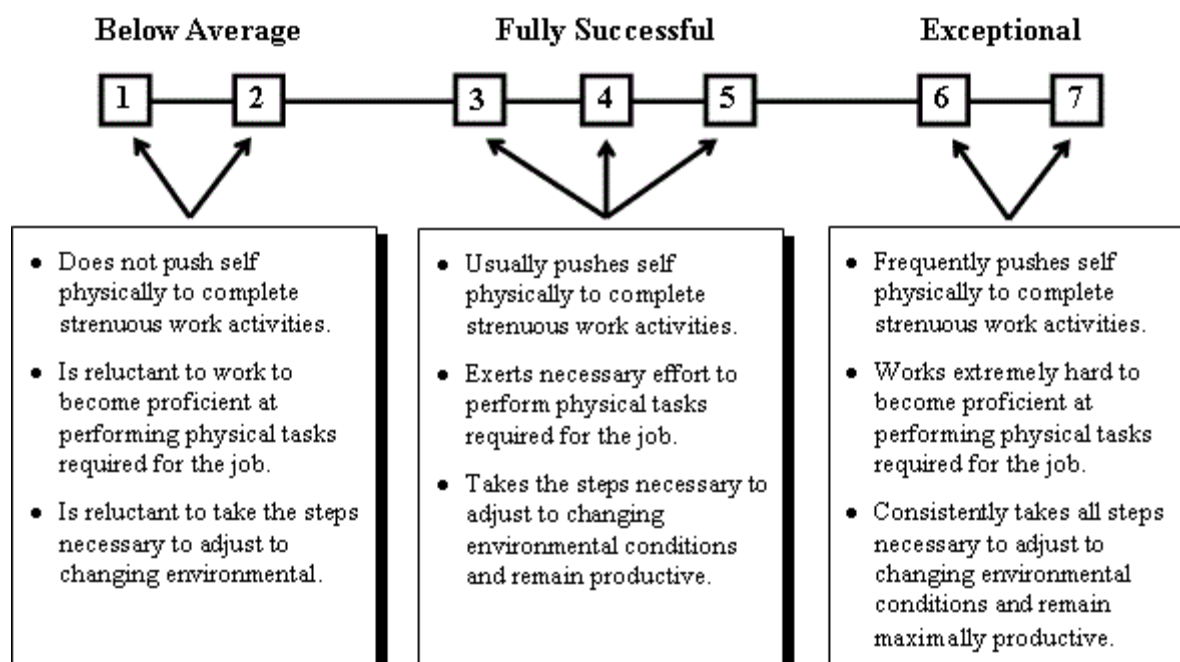 Below Average Fully Successful Exceptional
1 2 3 4 5 6 7
• Does not push self
physically to complete
strenuous work activities.
• Is reluctant to work to
become proficient at
performing physical tasks
required for the job.
• Is reluctant to take the steps
necessary to adjust to
changing environmental.
• Usually pushes self
physically to complete
strenuous work activities.
• Exerts necessary effort to
perform physical tasks
required for the job.
• Takes the steps necessary to
adjust to changing
environmental conditions
and remain productive.
• Frequently pushes self
physically to complete
strenuous work activities.
• Works extremely hard to
become proficient at
performing physical tasks
required for the job.
• Consistently takes all steps
necessary to adjust to
changing environmental
conditions and remain
maximally productive.